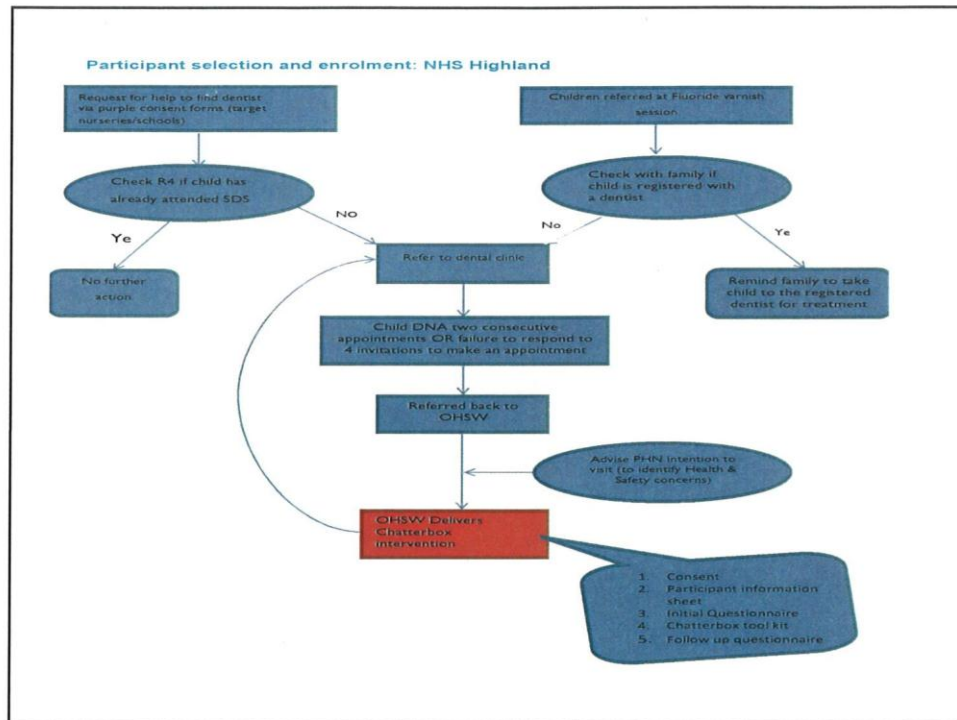 Participant selection and enrolment: NHS Highland
Request for help to find dentist
via purple consent forms (target
nurseries/schools)
Children referred at Fluoride varnish
session
Check R4 if child has
already attended SDS
Check with family if
child is registered with
a dentist
NO
No
Ye
Yes
Refer to dental clinic
No further
action
Remind family to take
child to the registered
dentist for treatment
Child DNA two consecutive
appointments OR failure to respond to
4 invitations to make an appointment
Referred back to
OHSW
Advise PHN intention to
visit (to identify Health &
Safety concerns)
OHSW Delivers
Chatterbox
intervention
1. Consent
2. Participant information
sheet
3. Initial Questionnaire
4. Chatterbox tool kit
5. Follow up questionnaire